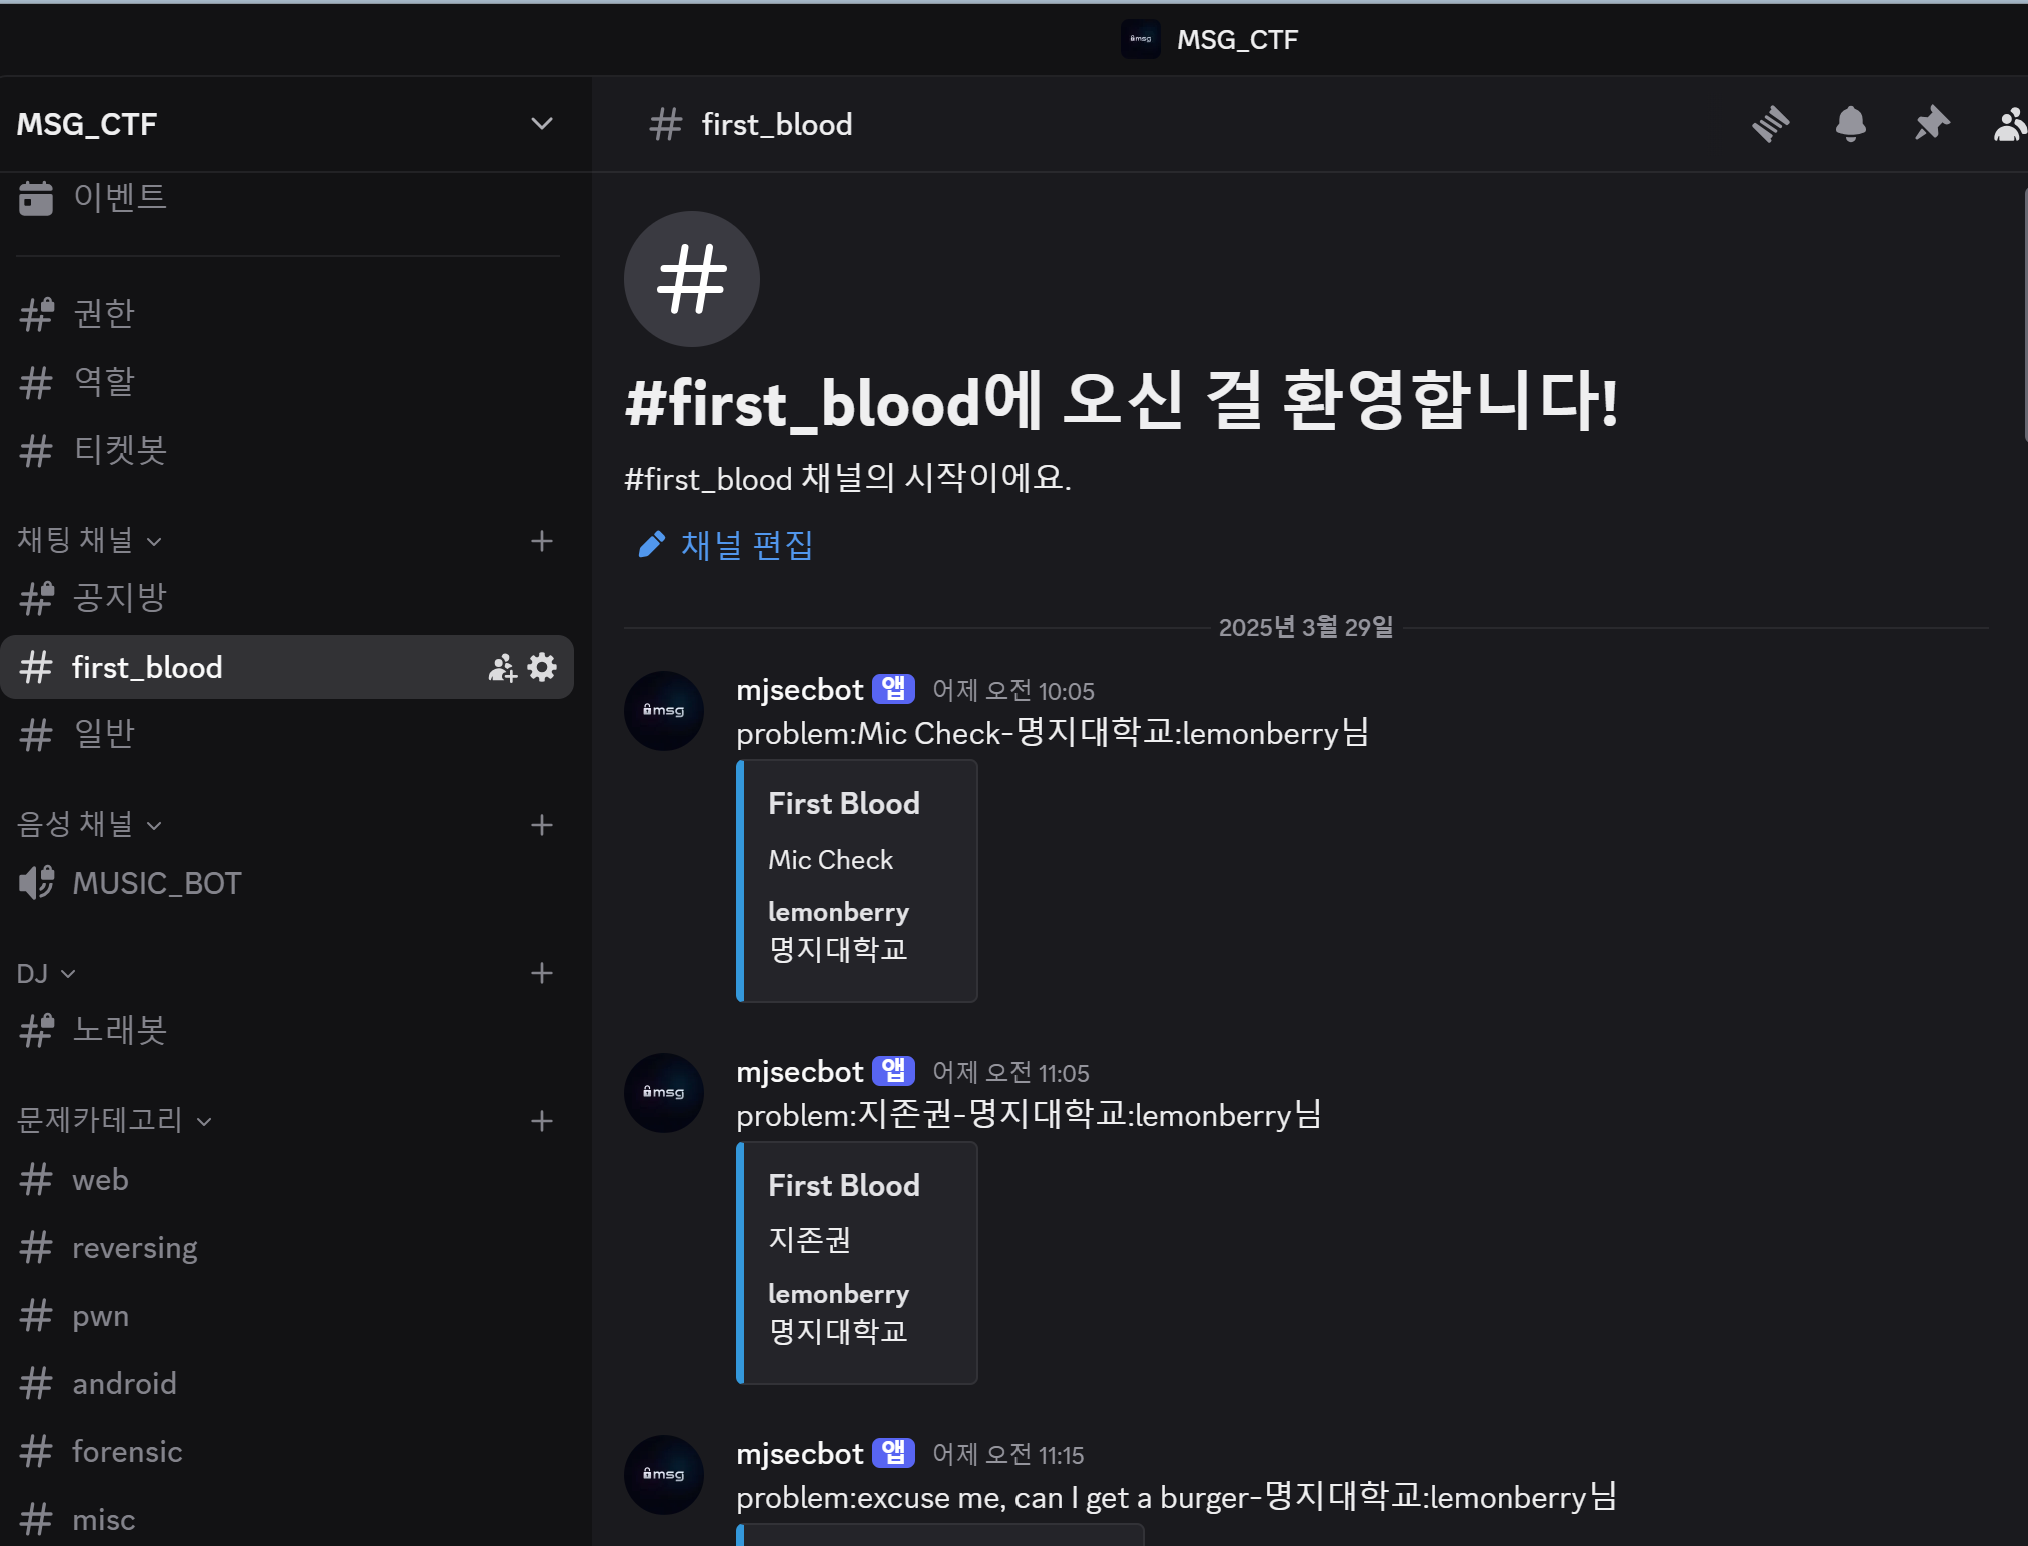 MSG_CTF
MSG_CTF
이벤트
권한
역할
티켓봇
채팅 채널
공지방
first_blood
일반
음성 채널
MUSIC_BOT
DJ
노래봇
문제카테고리
web
reversing
pwn
android
forensic
misc
first_blood
#first_blood에 오신 걸 환영합니다!
#first_blood 채널의 시작이에요.
채널 편집
2025년 3월 29일
msg
mjsecbot 앱 어제 오전 10:05
problem:Mic Check-명지대학교:lemonberry님
First Blood
Mic Check
lemonberry
명지대학교
msg
mjsecbot 앱 어제 오전 11:05
problem:지존권-명지대학교:lemonberry님
First Blood
지존권
lemonberry
명지대학교
msg
mjsecbot 앱 어제 오전 11:15
problem:excuse me, can I get a burger-명지대학교:lemonberry님